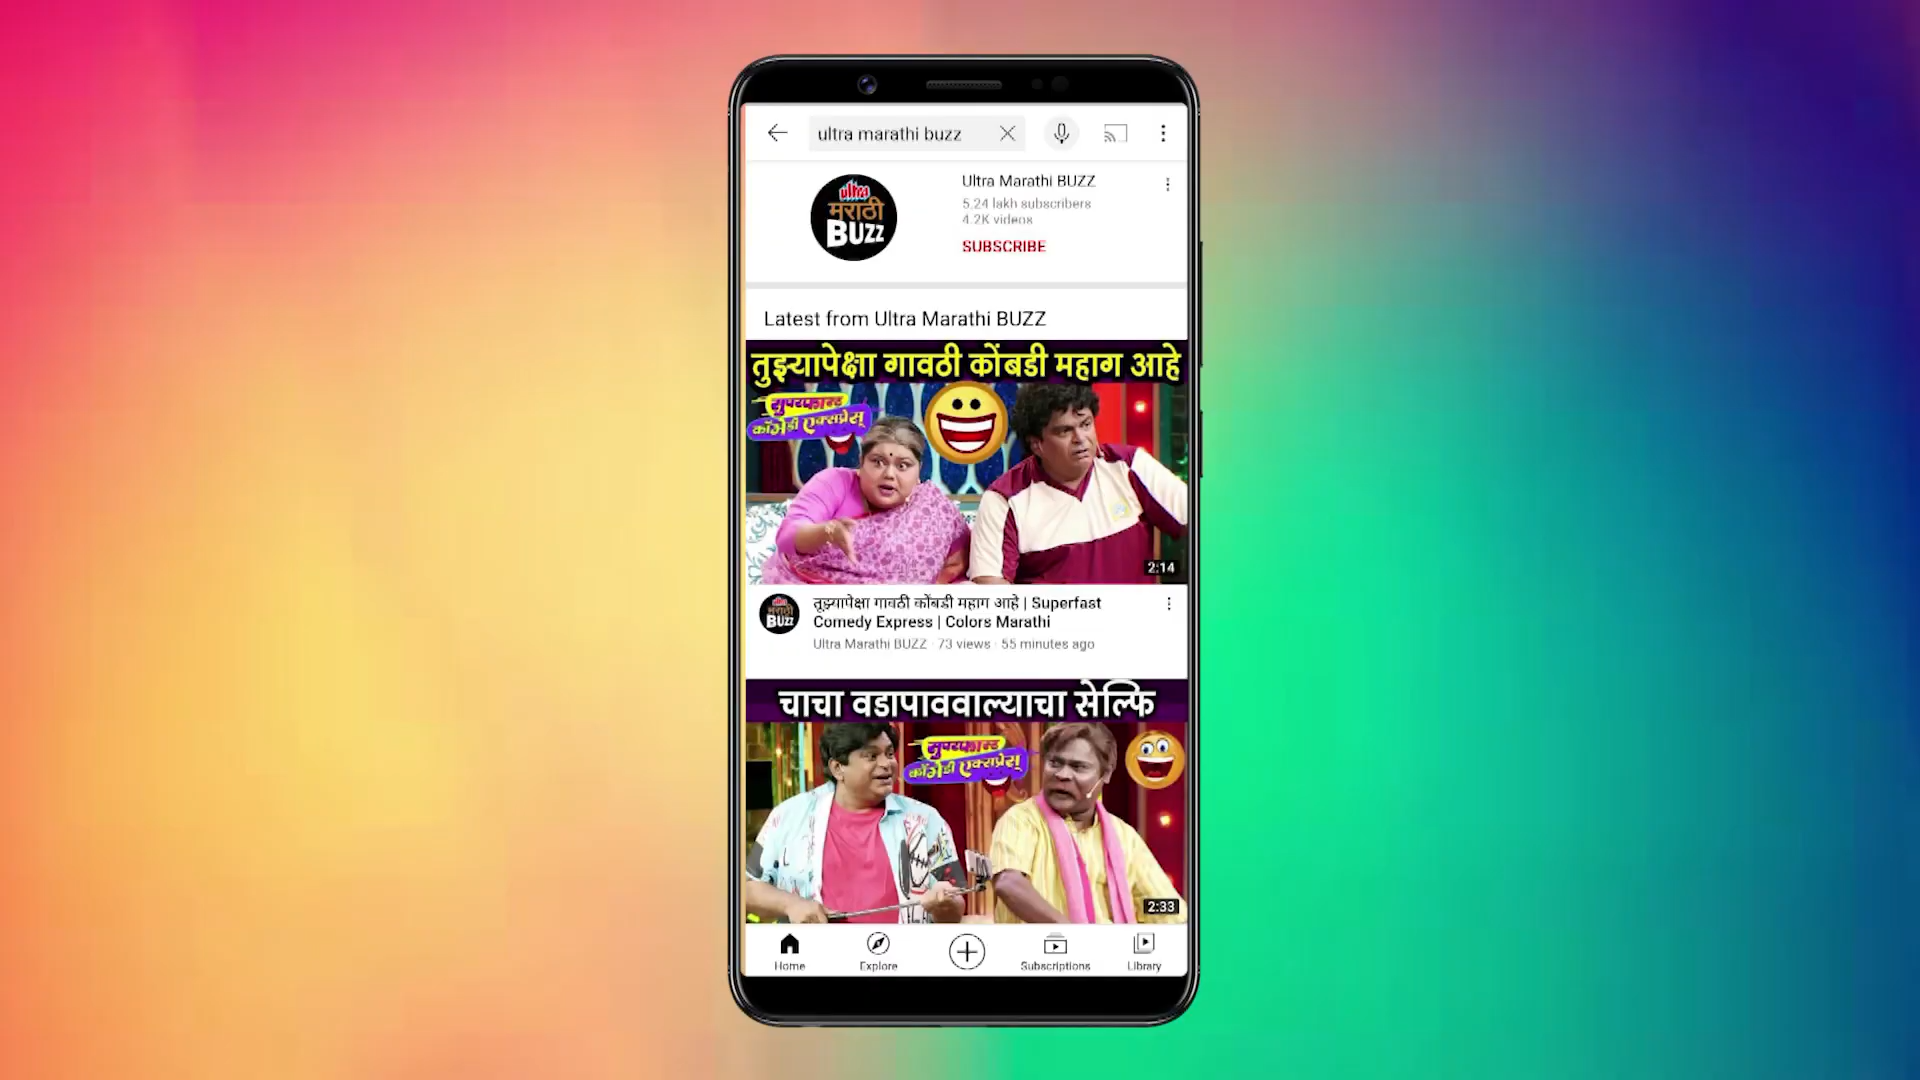 ultra marathi buzz
ultra
मराठी
BUZZ
Ultra Marathi BUZZ
5.24 lakh subscribers
4.2K videos
SUBSCRIBE
Latest from Ultra Marathi BUZZ
तुझ्यापेक्षा गावठी कोंबडी महाग आहे
सुपरफास्ट
कॉमेडी एक्सप्रेस्
2:14
ultra
मराठी
BUZZ
तूझ्यापेक्षा गावठी कोंबडी महाग आहे | Superfast
Comedy Express | Colors Marathi
Ultra Marathi BUZZ · 73 views · 55 minutes ago
चाचा वडापाववाल्याचा सेल्फि
सुपरफास्ट
कॉमेडी एक्सप्रेस्
2:33
Home
Explore
Subscriptions
Library